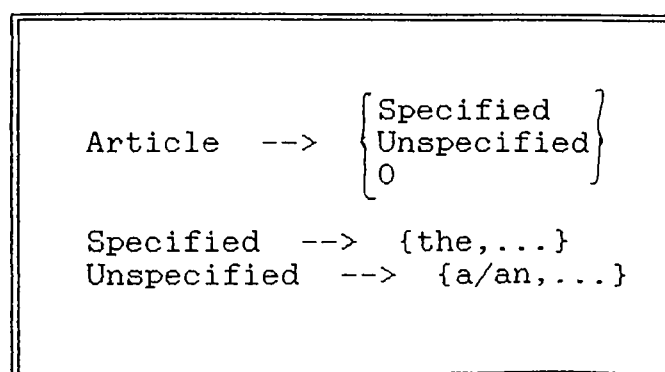 Specified
Article --> Unspecified
0
Specified --> {the,...}
Unspecified --> {a/an,...}